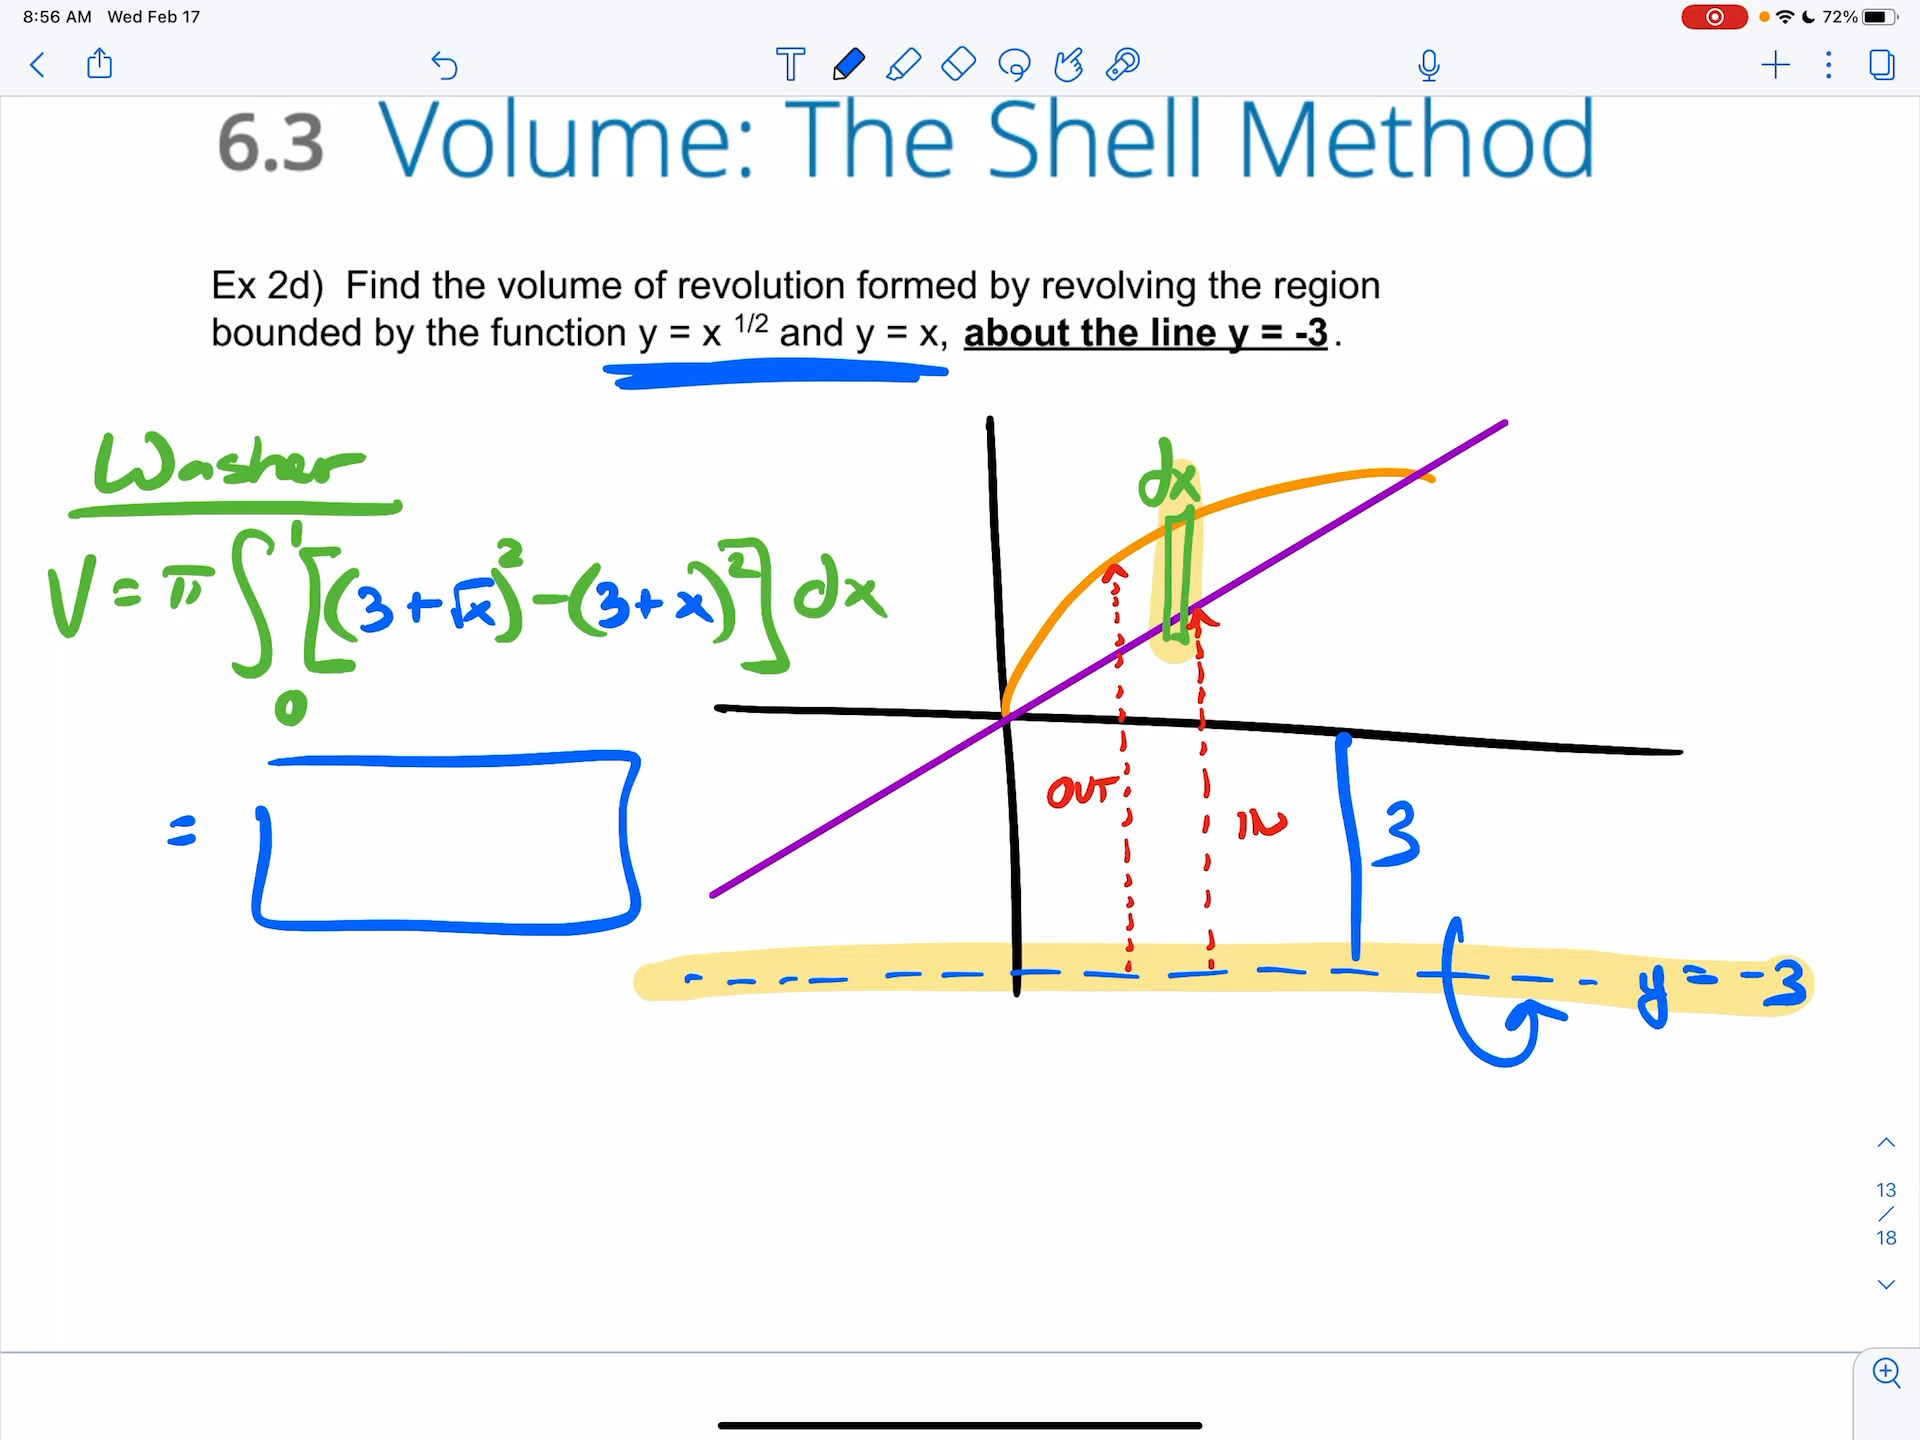 8:56 AM Wed Feb 17
72%
6.3 Volume: The Shell Method
Ex 2d) Find the volume of revolution formed by revolving the region
bounded by the function y = x ^1/2 and y = x, about the line y = -3.
Washer
V = π ∫₀¹ [(3 + √x)² - (3 + x)²] dx
=
dx
OUT
IN
3
y = -3
13
/
18